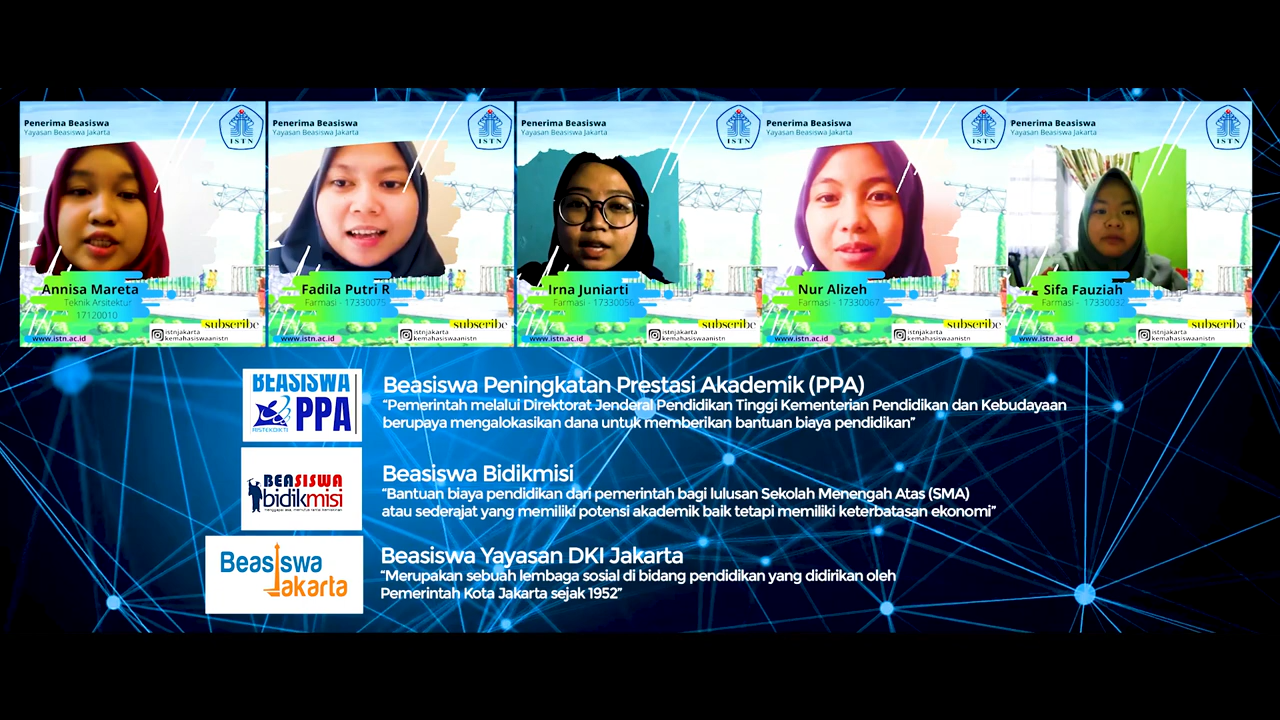 Penerima Beasiswa
Yayasan Beasiswa Jakarta
ISTN
Annisa Mareta
Teknik Arsitektur
17120010
subscribe
istnjakarta
kemahasiswaanistn
www.istn.ac.id
Penerima Beasiswa
Yayasan Beasiswa Jakarta
ISTN
Fadila Putri R
Farmasi - 17330075
subscribe
istnjakarta
kemahasiswaanistn
www.istn.ac.id
Penerima Beasiswa
Yayasan Beasiswa Jakarta
ISTN
Irna Juniarti
Farmasi - 17330056
subscribe
istnjakarta
kemahasiswaanistn
www.istn.ac.id
Penerima Beasiswa
Yayasan Beasiswa Jakarta
ISTN
Nur Alizeh
Farmasi - 17330067
subscribe
istnjakarta
kemahasiswaanistn
www.istn.ac.id
Penerima Beasiswa
Yayasan Beasiswa Jakarta
ISTN
Sifa Fauziah
Farmasi - 17330032
subscribe
istnjakarta
kemahasiswaanistn
www.istn.ac.id
BEASISWA
PPA
RISTEKDIKTI
Beasiswa Peningkatan Prestasi Akademik (PPA)
“Pemerintah melalui Direktorat Jenderal Pendidikan Tinggi Kementerian Pendidikan dan Kebudayaan
berupaya mengalokasikan dana untuk memberikan bantuan biaya pendidikan”
BEASISWA
bidikmisi
Beasiswa Bidikmisi
“Bantuan biaya pendidikan dari pemerintah bagi lulusan Sekolah Menengah Atas (SMA)
atau sederajat yang memiliki potensi akademik baik tetapi memiliki keterbatasan ekonomi”
Beasiswa
Jakarta
Beasiswa Yayasan DKI Jakarta
“Merupakan sebuah lembaga sosial di bidang pendidikan yang didirikan oleh
Pemerintah Kota Jakarta sejak 1952”